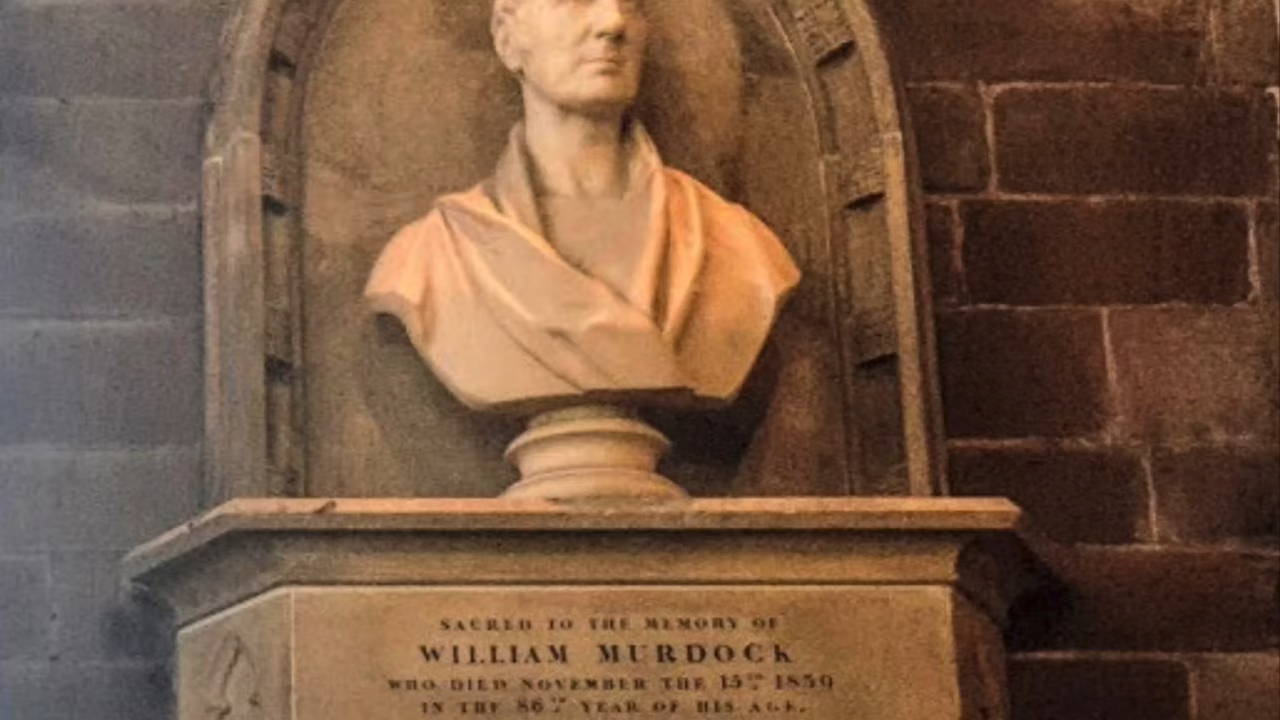 SACRED TO THE MEMORY OF
WILLIAM MURDOCK
WHO DIED NOVEMBER THE 15TH 1839
IN THE 86TH YEAR OF HIS AGE.